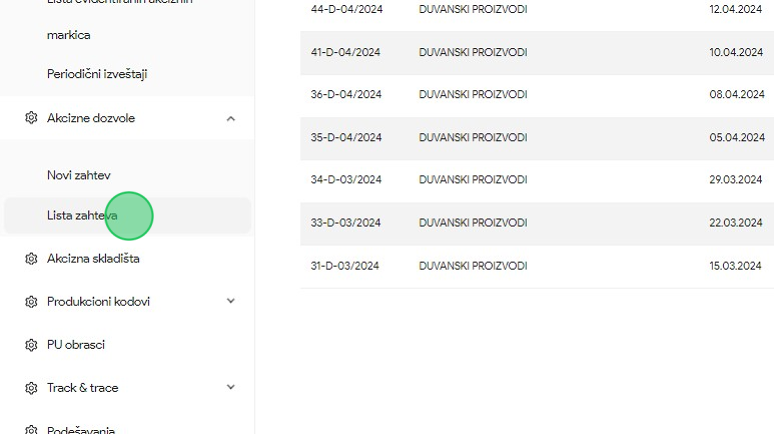 Lista evidentiranih akciznih
markica
Periodični izveštaji
Akcizne dozvole
Novi zahtev
Lista zahteva
Akcizna skladišta
Produkcioni kodovi
PU obrasci
Track & trace
Podešavanja
44-D-04/2024 DUVANSKI PROIZVODI 12.04.2024
41-D-04/2024 DUVANSKI PROIZVODI 10.04.2024
36-D-04/2024 DUVANSKI PROIZVODI 08.04.2024
35-D-04/2024 DUVANSKI PROIZVODI 05.04.2024
34-D-03/2024 DUVANSKI PROIZVODI 29.03.2024
33-D-03/2024 DUVANSKI PROIZVODI 22.03.2024
31-D-03/2024 DUVANSKI PROIZVODI 15.03.2024